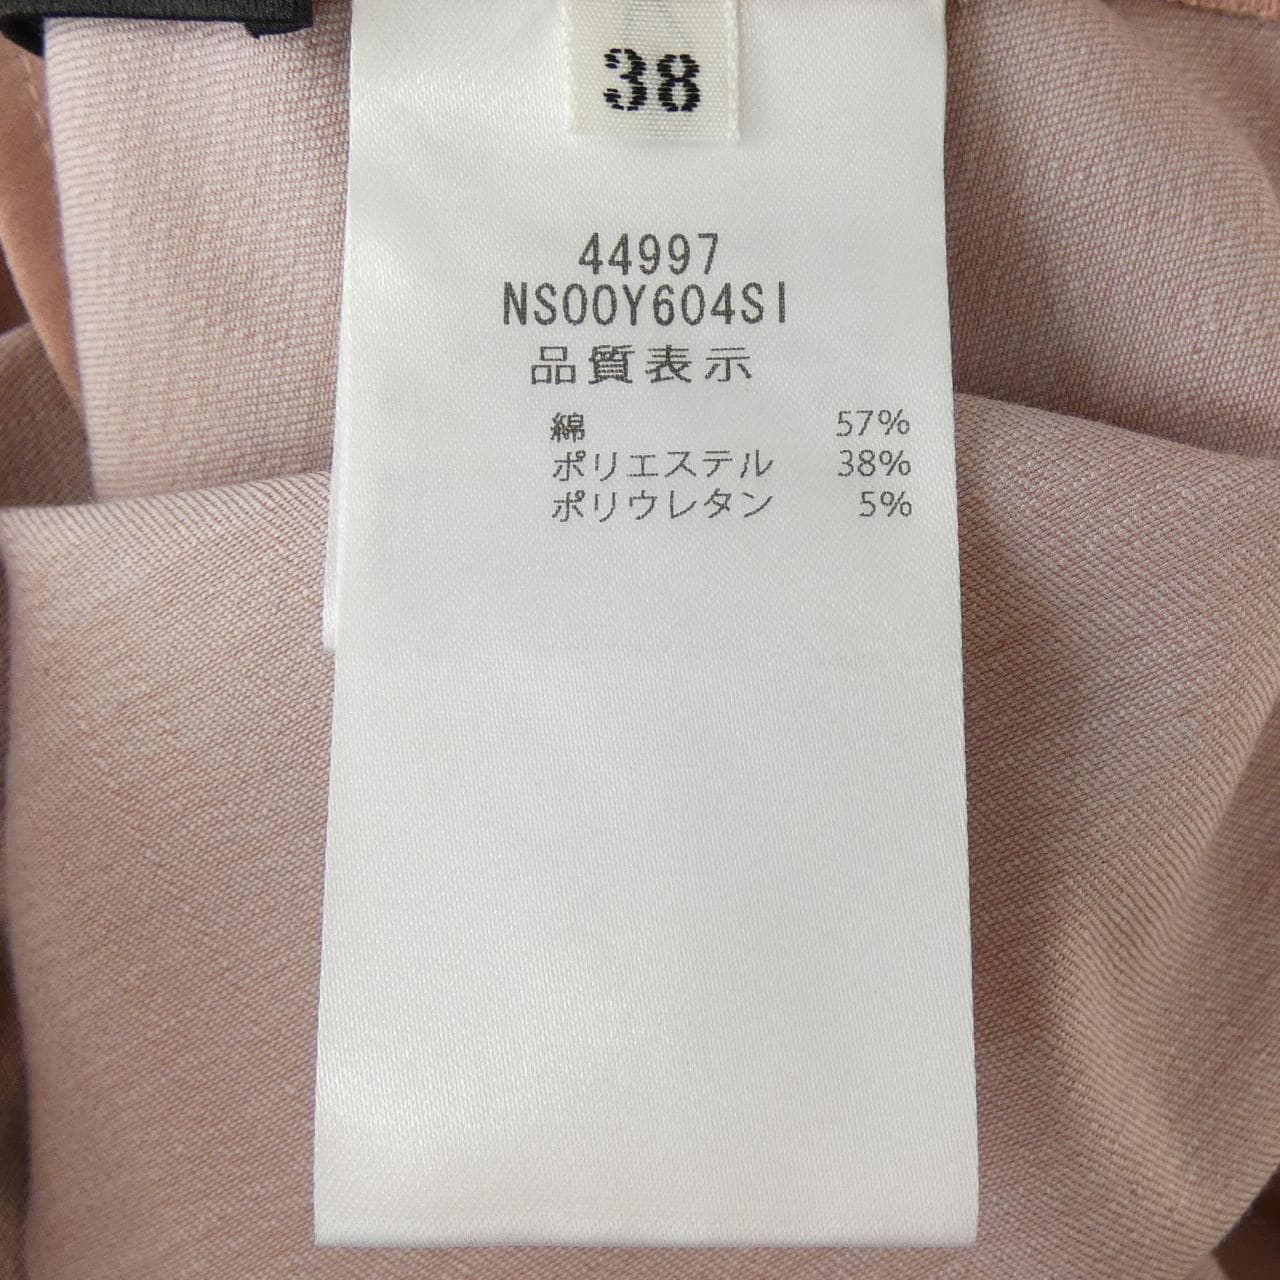 38
44997
NS00Y604SI
品質表示
綿 57%
ポリエステル 38%
ポリウレタン 5%